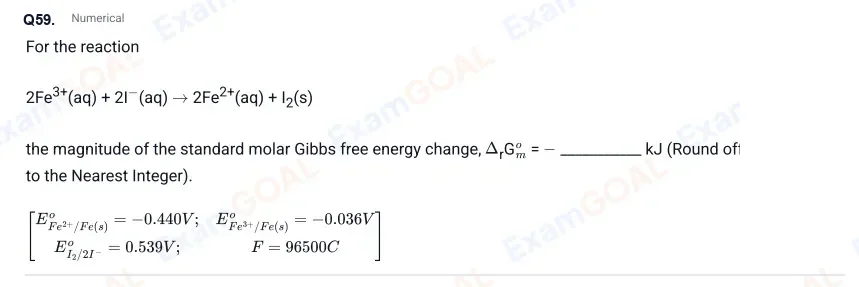 Q59. Numerical
For the reaction
2Fe³⁺(aq) + 2I⁻(aq) → 2Fe²⁺(aq) + I₂(s)
the magnitude of the standard molar Gibbs free energy change, ΔᵣG°ₘ = − _________ kJ (Round off
to the Nearest Integer).
[E°_{Fe²⁺/Fe(s)} = −0.440V; E°_{Fe³⁺/Fe(s)} = −0.036V
E°_{I₂/2I⁻} = 0.539V; F = 96500C]